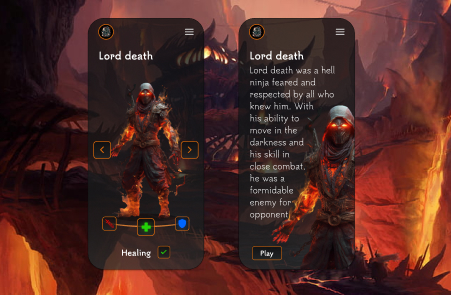 Lord death
Healing
Lord death
Lord death was a hell
ninja feared and
respected by all who
knew him. With
his ability to
move in the
darkness and
his skill in
close combat,
he was a
formidable
enemy for
opponent
Play